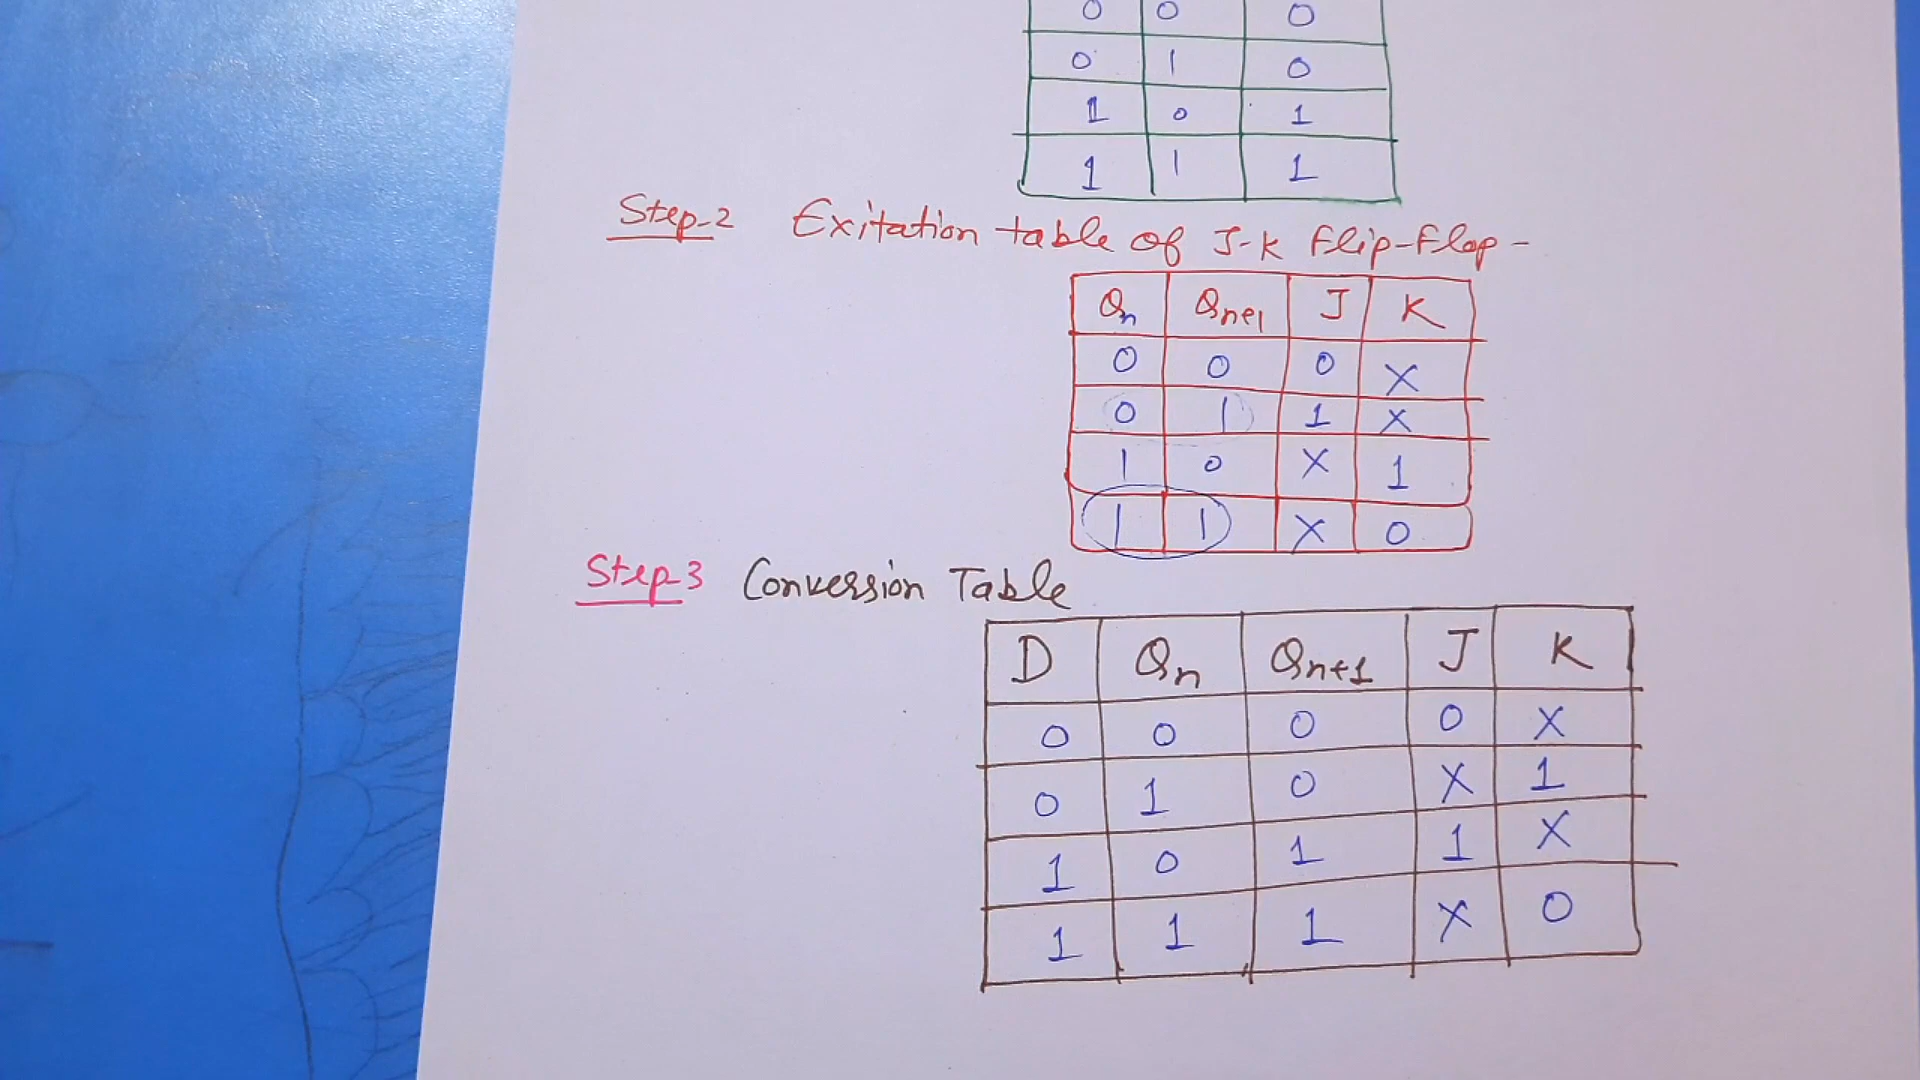 0 0 0
0 1 0
1 0 1
1 1 1
Step-2 Exitation table of J-K flip-flop-
Qn Qn+1 J K
0 0 0 X
0 1 1 X
1 0 X 1
1 1 X 0
Step-3 Conversion Table
D Qn Qn+1 J K
0 0 0 0 X
0 1 0 X 1
1 0 1 1 X
1 1 1 X 0